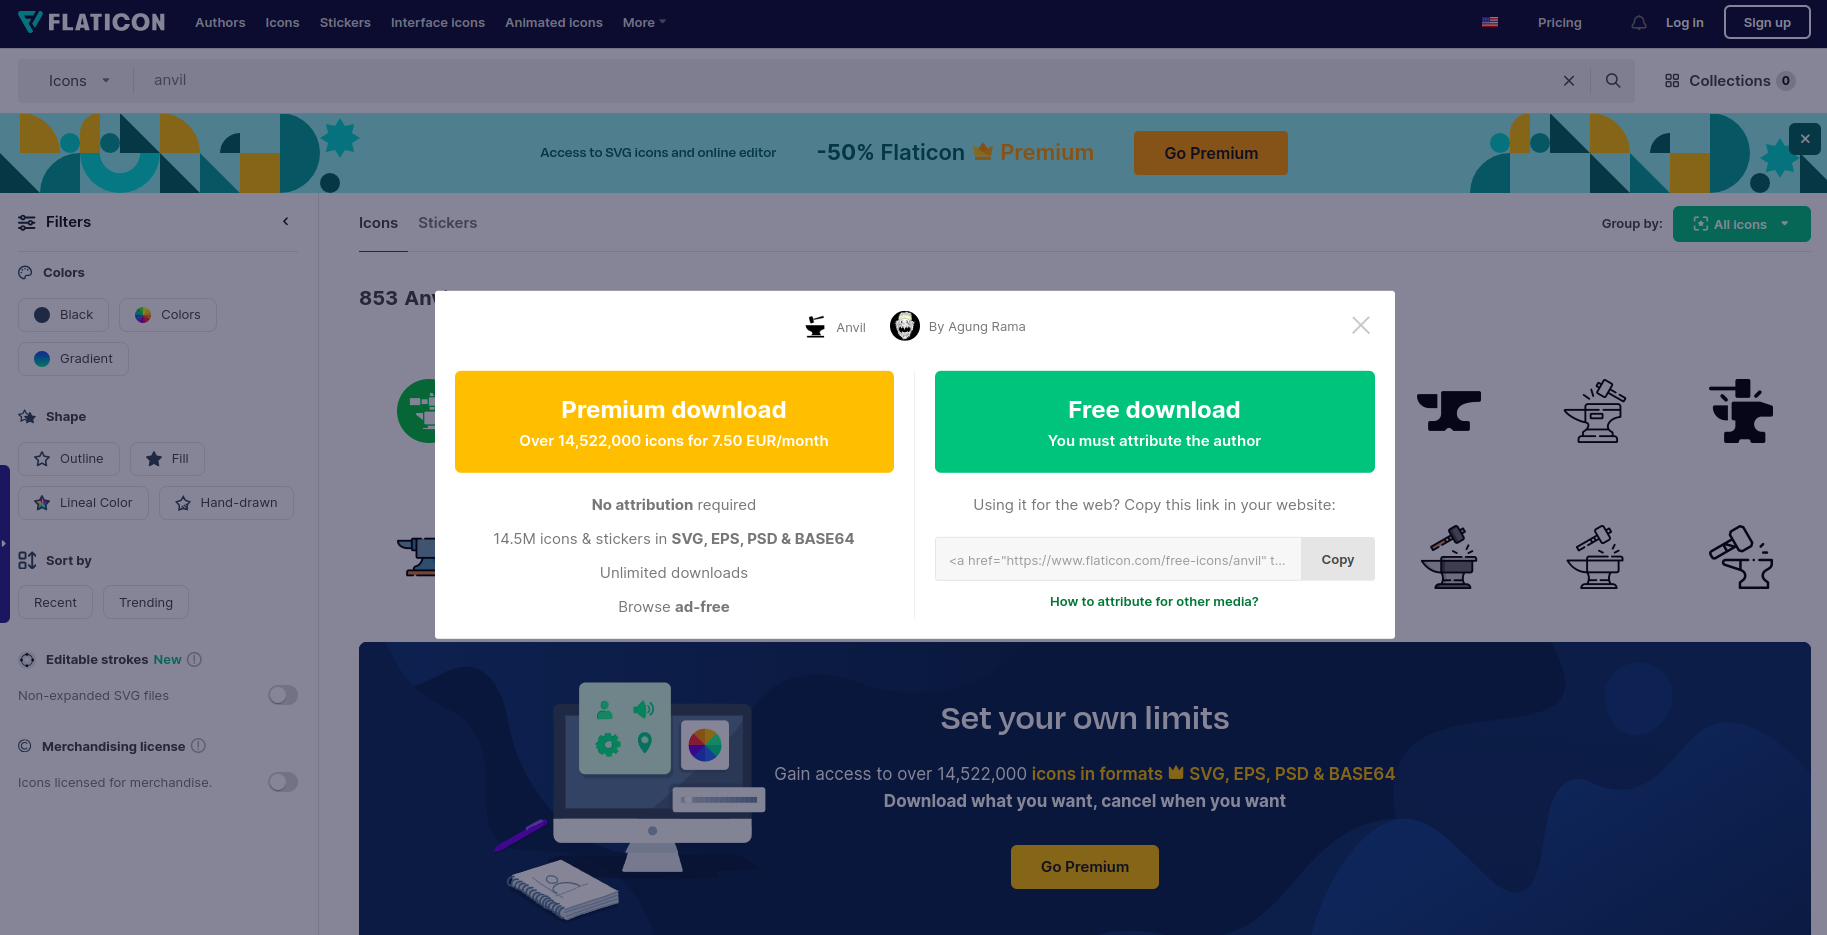 FLATICON
Authors
Icons
Stickers
Interface icons
Animated icons
More
Pricing
Log in
Sign up
Icons
anvil
Collections 0
Access to SVG icons and online editor
-50% Flaticon Premium
Go Premium
Filters
Icons
Stickers
Group by:
All icons
Colors
Black
Colors
Gradient
Shape
Outline
Fill
Lineal Color
Hand-drawn
Sort by
Recent
Trending
Editable strokes New
Non-expanded SVG files
Merchandising license
Icons licensed for merchandise.
853
Anvil
By Agung Rama
Premium download
Over 14,522,000 icons for 7.50 EUR/month
No attribution required
14.5M icons & stickers in SVG, EPS, PSD & BASE64
Unlimited downloads
Browse ad-free
Free download
You must attribute the author
Using it for the web? Copy this link in your website:
<a href="https://www.flaticon.com/free-icons/anvil" t...
Copy
How to attribute for other media?
Set your own limits
Gain access to over 14,522,000 icons in formats SVG, EPS, PSD & BASE64
Download what you want, cancel when you want
Go Premium